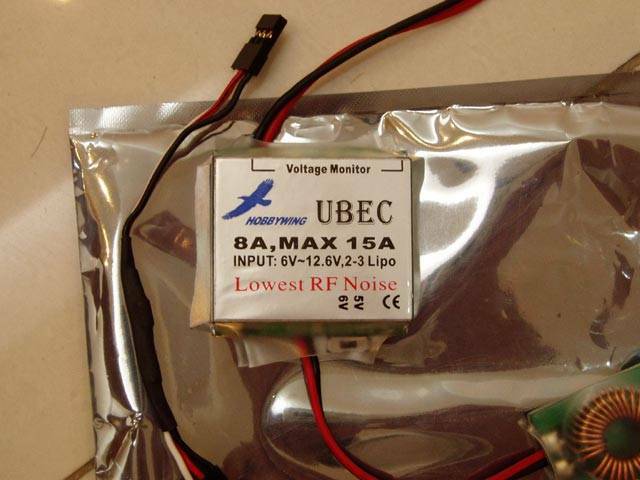 Voltage Monitor
HOBBYWING UBEC
8A,MAX 15A
INPUT: 6V~12.6V,2-3 Lipo
Lowest RF Noise
5V
6V
CE